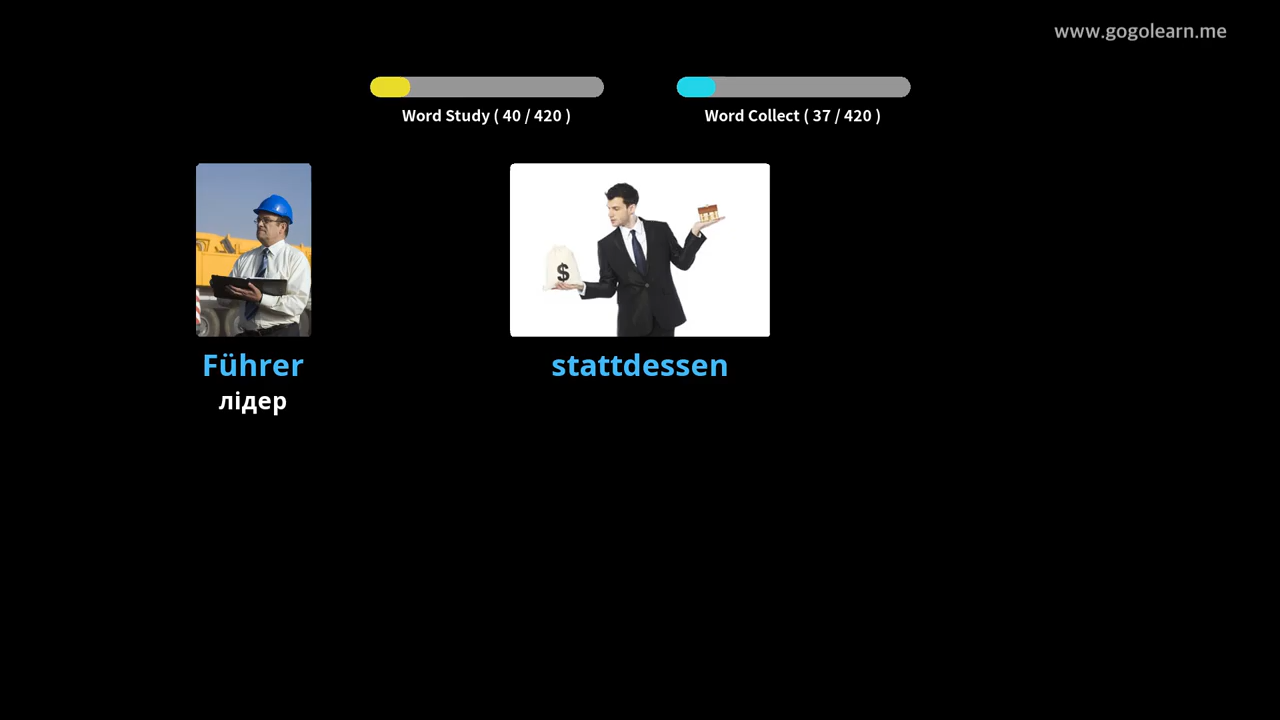 www.gogolearn.me
Word Study ( 40 / 420 )
Word Collect ( 37 / 420 )
$
Führer
лідер
stattdessen